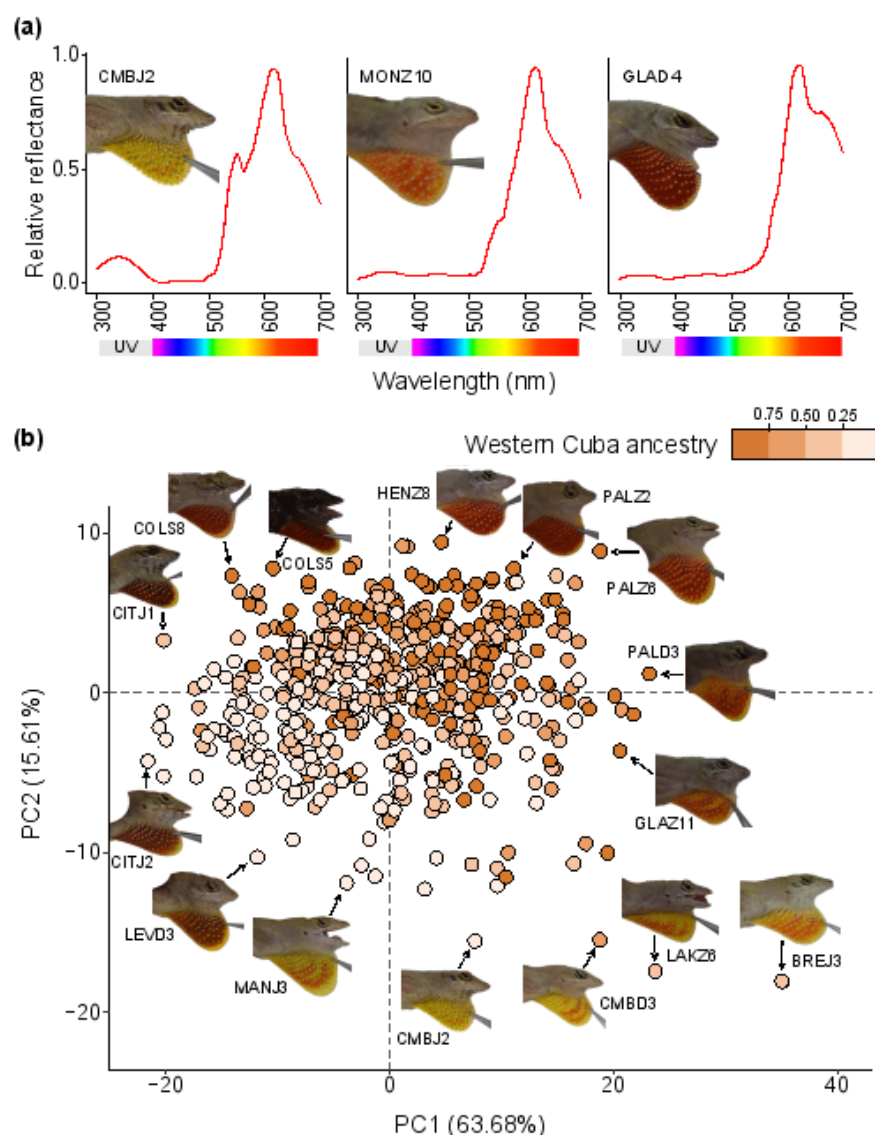 (a)
CMBJ2
MONZ10
GLAD4
Relative reflectance
1.0
0.5
0.0
300 400 500 600 700
300 400 500 600 700
300 400 500 600 700
UV
UV
UV
Wavelength (nm)
(b)
Western Cuba ancestry
0.75 0.50 0.25
HENZ8
PALZ2
COLS8
COLS5
PALZ6
CITJ1
PALD3
GLAZ11
CITJ2
LEVD3
MANJ3
CMBJ2
CMBD3
LAKZ6
BREJ3
PC2 (15.61%)
10
0
−10
−20
−20 0 20 40
PC1 (63.68%)